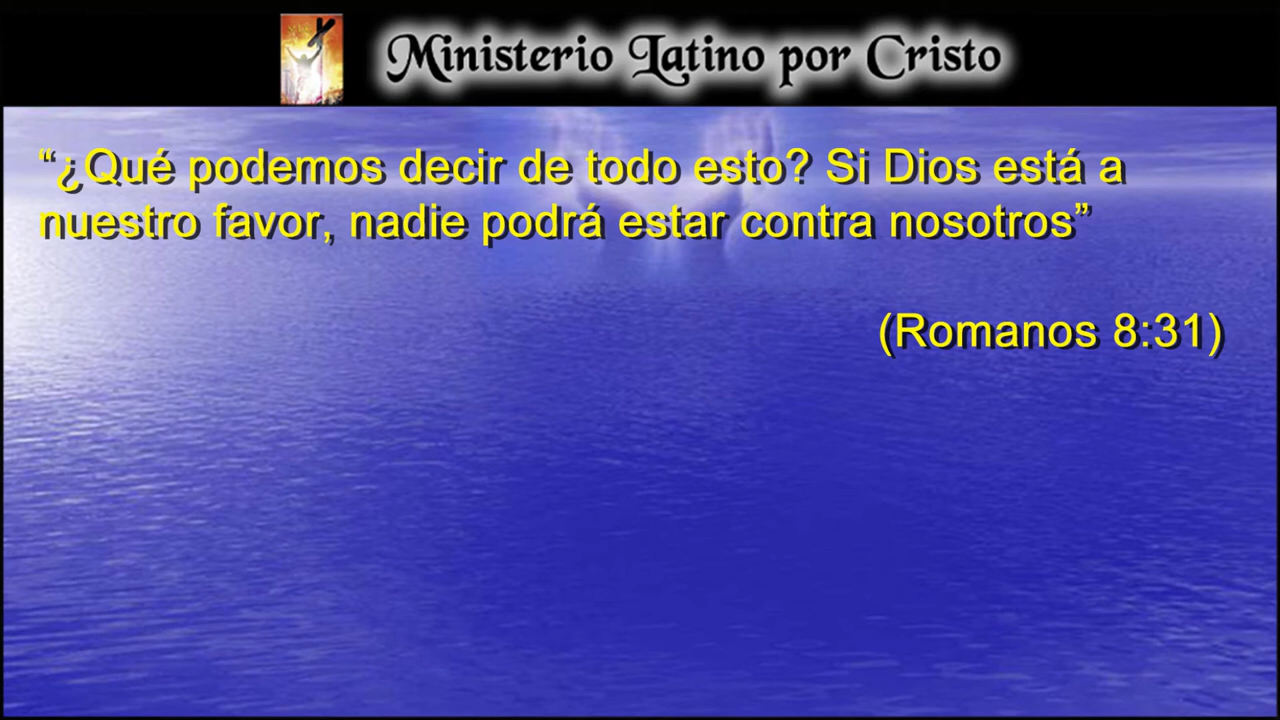 Ministerio Latino por Cristo
“¿Qué podemos decir de todo esto? Si Dios está a
nuestro favor, nadie podrá estar contra nosotros”
(Romanos 8:31)